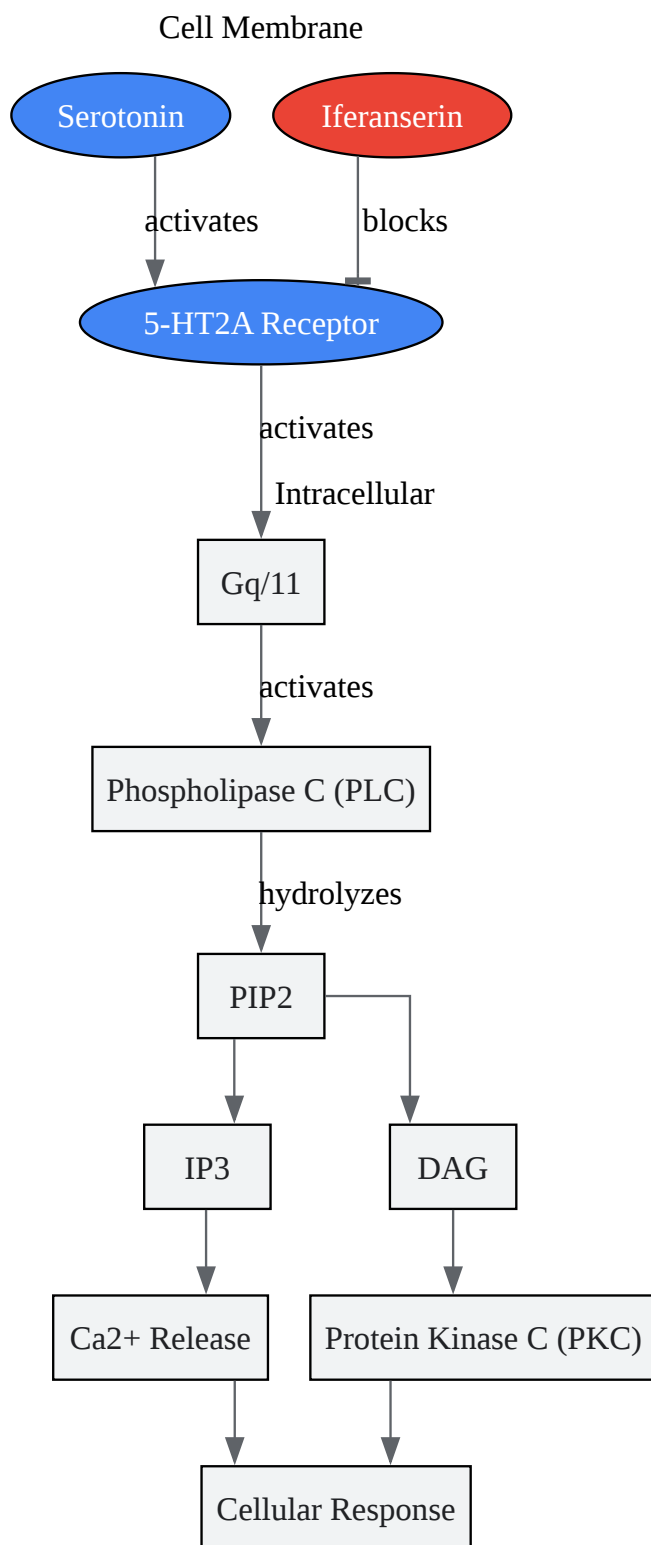 Cell Membrane
Serotonin
Iferanserin
activates
blocks
5-HT2A Receptor
activates
Intracellular
Gq/11
activates
Phospholipase C (PLC)
hydrolyzes
PIP2
IP3
DAG
Ca2+ Release
Protein Kinase C (PKC)
Cellular Response